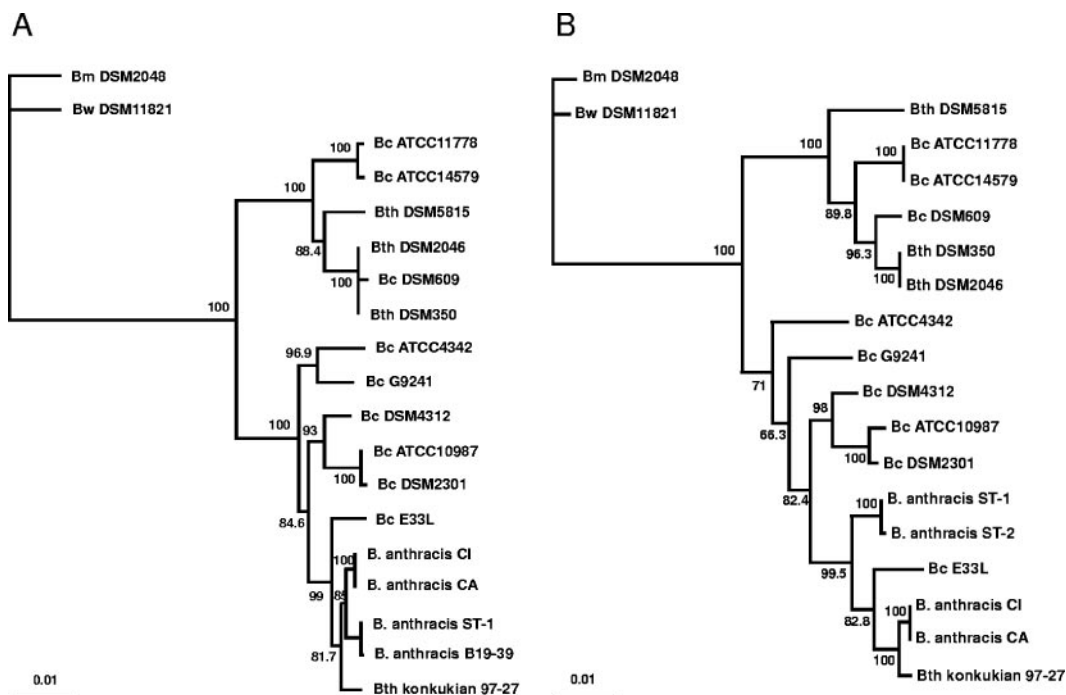 A
Bm DSM2048
Bw DSM11821
Bc ATCC11778
100
Bc ATCC14579
100
Bth DSM5815
88.4
Bth DSM2046
100
Bc DSM609
Bth DSM350
100
Bc ATCC4342
96.9
Bc G9241
100
Bc DSM4312
93
Bc ATCC10987
100
Bc DSM2301
84.6
Bc E33L
B. anthracis CI
100
B. anthracis CA
99
85
B. anthracis ST-1
B. anthracis B19-39
81.7
Bth konkukian 97-27
0.01
B
Bm DSM2048
Bw DSM11821
Bth DSM5815
100
Bc ATCC11778
100
Bc ATCC14579
89.8
Bc DSM609
96.3
Bth DSM350
100
Bth DSM2046
100
Bc ATCC4342
71
Bc G9241
66.3
Bc DSM4312
98
Bc ATCC10987
100
Bc DSM2301
82.4
B. anthracis ST-1
100
B. anthracis ST-2
99.5
Bc E33L
82.8
B. anthracis CI
100
B. anthracis CA
100
Bth konkukian 97-27
0.01